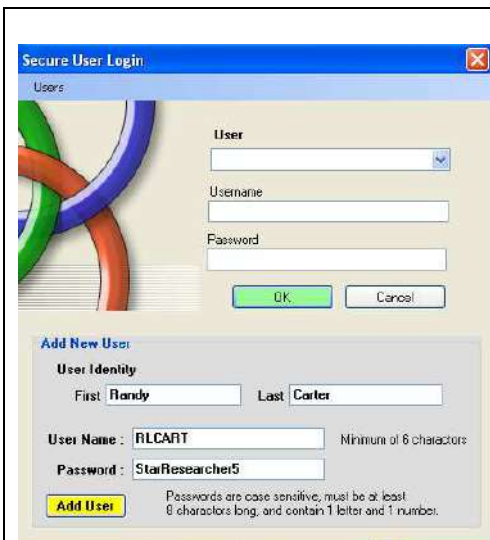 Secure User Login
Users
User
Username
Password
OK
Cancel
Add New User
User Identity
First Randy Last Carter
User Name : RLCART Minimum of 6 characters
Password : StarResearcher5
Add User
Passwords are case sensitive, must be at least
8 characters long, and contain 1 letter and 1 number.